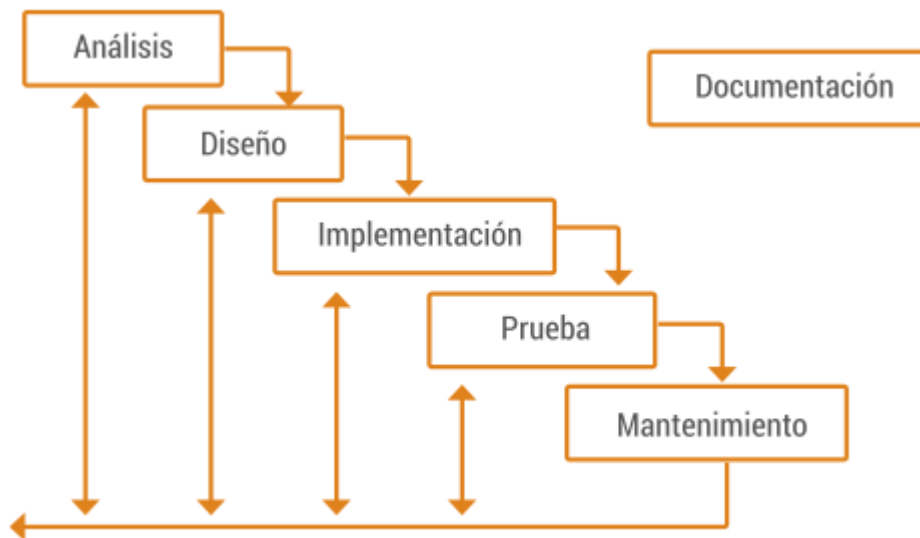 Análisis
Documentación
Diseño
Implementación
Prueba
Mantenimiento